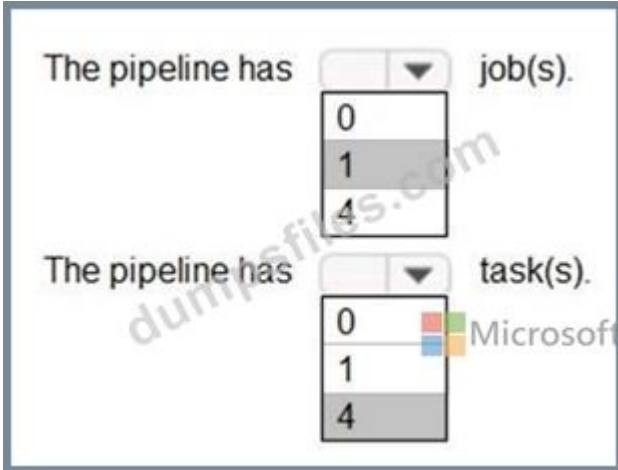 The pipeline has job(s).
0
1
4
The pipeline has task(s).
0
1
4
Microsoft
dumpsfiles.com